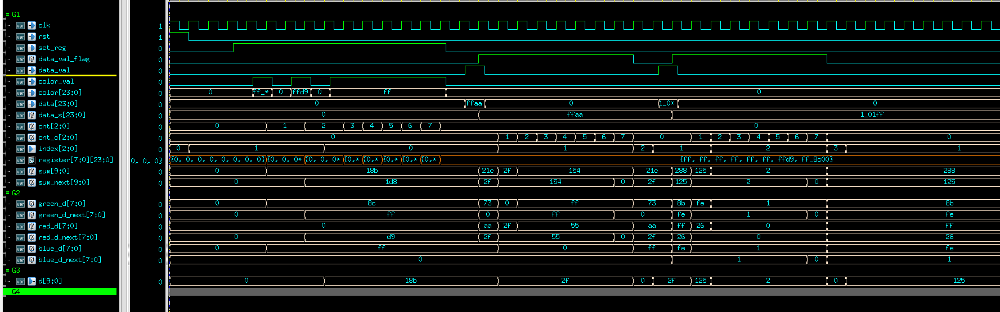 G1
ver clk 1
ver rst 1
ver set_reg 0
ver data_val_flag 0
ver data_val 0
ver color_val 0
ver color[23:0] 0 0 ff_* 0 ffd9 0 ff 0
ver data[23:0] 0 0 ffaa 0 1_0* 0
ver data_s[23:0] 0 0 ffaa 1_01ff
ver cnt[2:0] 0 0 1 2 3 4 5 6 7 0
ver cnt_c[2:0] 0 0 1 2 3 4 5 6 7 0 1 2 3 4 5 6 7 0
ver index[2:0] 0 0 1 0 1 2 1 2 3 1
ver register[7:0][23:0] 0, 0, 0} {0, 0, 0, 0, 0, 0, 0, 0} {0, 0, 0* {0, 0, 0* {0,* {0,* {0,* {0,* {0,* {ff, ff, ff, ff, ff, ff, ffd9, ff_8c00}
ver sum[9:0] 0 0 18b 21c 2f 154 21c 288 125 2 288
ver sum_next[9:0] 0 0 1d8 2f 154 0 2f 125 2 0 125
G2
ver green_d[7:0] 0 0 8c 73 0 ff 73 8b fe 1 8b
ver green_d_next[7:0] 0 0 ff 0 ff 0 fe 1 0 fe
ver red_d[7:0] 0 0 aa 2f 55 aa ff 26 0 ff
ver red_d_next[7:0] 0 0 d9 2f 55 0 2f 26 0 26
ver blue_d[7:0] 0 0 ff 0 ff fe 1 fe
ver blue_d_next[7:0] 0 0 1 0 1
G3
ver d[9:0] 0 0 18b 2f 0 2f 125 2 0 125
G4